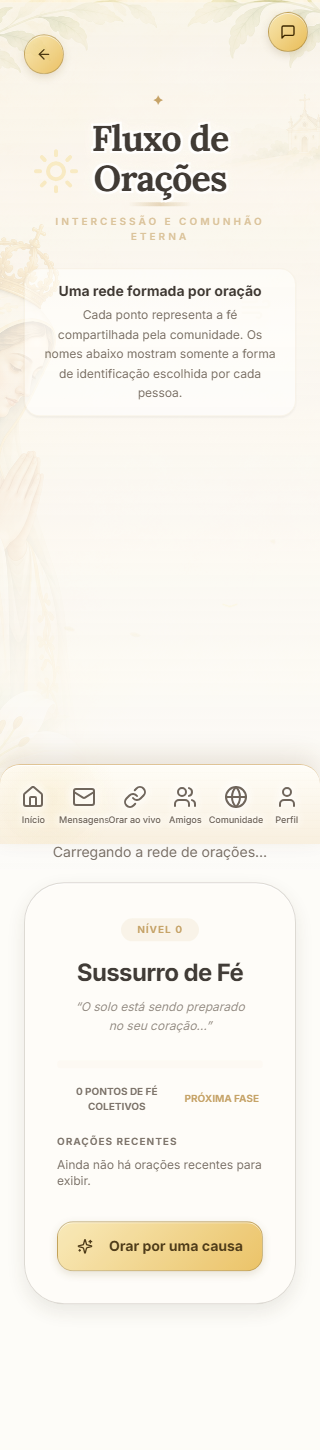 Fluxo de
Orações
INTERCESSÃO E COMUNHÃO
ETERNA
Uma rede formada por oração
Cada ponto representa a fé
compartilhada pela comunidade. Os
nomes abaixo mostram somente a forma
de identificação escolhida por cada
pessoa.
Início
Mensagens
Orar ao vivo
Amigos
Comunidade
Perfil
Carregando a rede de orações...
NÍVEL 0
Sussurro de Fé
“O solo está sendo preparado
no seu coração...”
0 PONTOS DE FÉ
COLETIVOS
PRÓXIMA FASE
ORAÇÕES RECENTES
Ainda não há orações recentes para
exibir.
Orar por uma causa